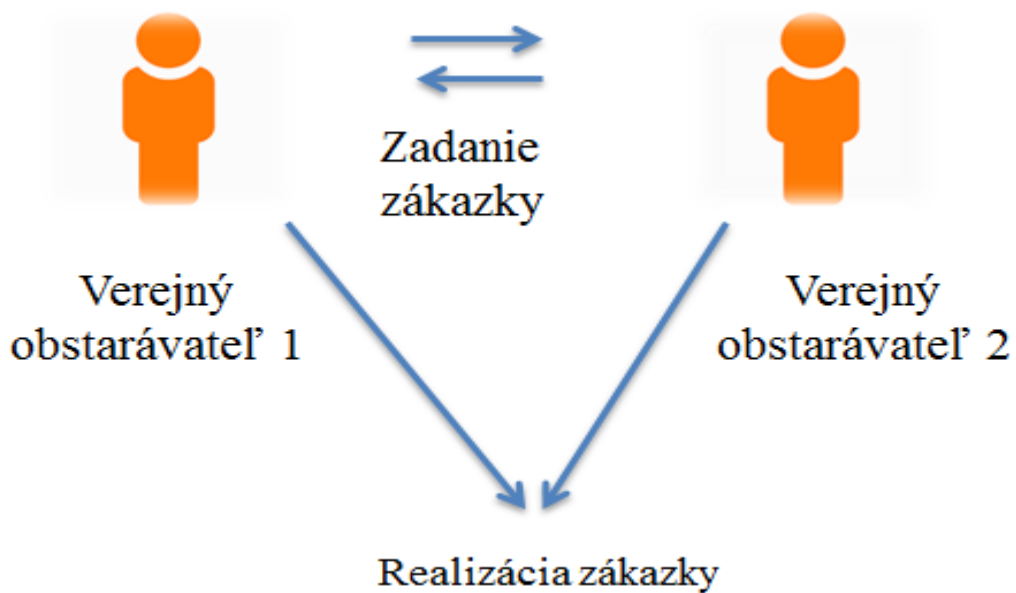 Zadanie
zákazky
Verejný
obstarávateľ 1
Verejný
obstarávateľ 2
Realizácia zákazky